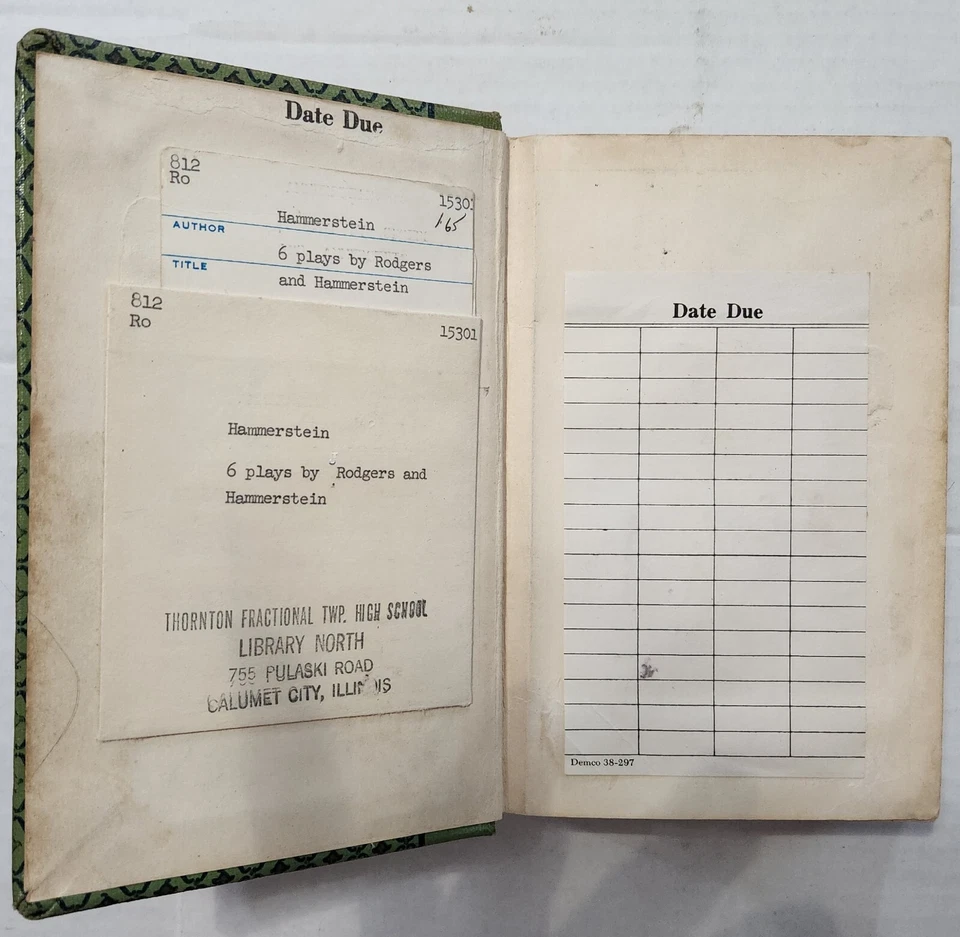 Date Due
812
Ro
15301
1 65
Hammerstein
AUTHOR
6 plays by Rodgers
TITLE
and Hammerstein
812
Ro
15301
Hammerstein
6 plays by Rodgers and
Hammerstein
THORNTON FRACTIONAL TWP. HIGH SCHOOL
LIBRARY NORTH
755 PULASKI ROAD
CALUMET CITY, ILLINOIS
Date Due
Demco 38-297